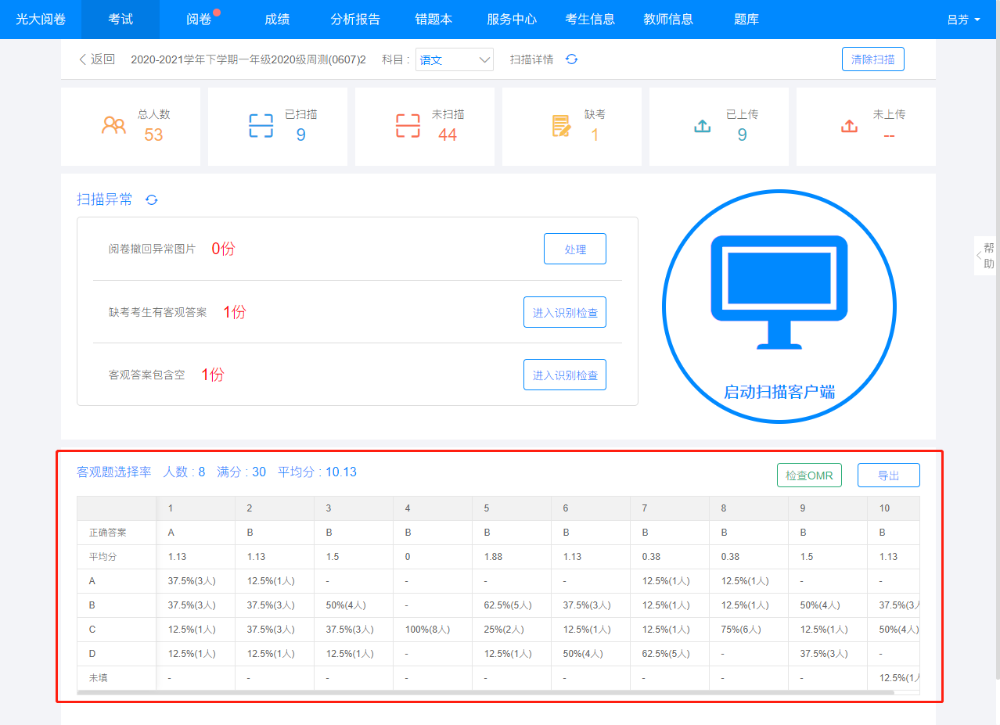 光大阅卷 考试 阅卷 成绩 分析报告 错题本 服务中心 考生信息 教师信息 题库 吕芳
返回 2020-2021学年下学期一年级2020级周测(0607)2 科目 : 语文 扫描详情 清除扫描
总人数 已扫描 未扫描 缺考 已上传 未上传
53 9 44 1 9 --
扫描异常
阅卷撤回异常图片 0份 处理
缺考考生有客观答案 1份 进入识别检查
客观答案包含空 1份 进入识别检查
启动扫描客户端
帮
助
客观题选择率 人数 : 8 满分 : 30 平均分 : 10.13 检查OMR 导出
1 2 3 4 5 6 7 8 9 10
正确答案 A B B B B B B B B B
平均分 1.13 1.13 1.5 0 1.88 1.13 0.38 0.38 1.5 1.13
A 37.5%(3人) 12.5%(1人) - - - - 12.5%(1人) 12.5%(1人) - -
B 37.5%(3人) 37.5%(3人) 50%(4人) - 62.5%(5人) 37.5%(3人) 12.5%(1人) 12.5%(1人) 50%(4人) 37.5%(3人
C 12.5%(1人) 37.5%(3人) 37.5%(3人) 100%(8人) 25%(2人) 12.5%(1人) 12.5%(1人) 75%(6人) 12.5%(1人) 50%(4人)
D 12.5%(1人) 12.5%(1人) 12.5%(1人) - 12.5%(1人) 50%(4人) 62.5%(5人) - 37.5%(3人) -
未填 - - - - - - - - - 12.5%(1人